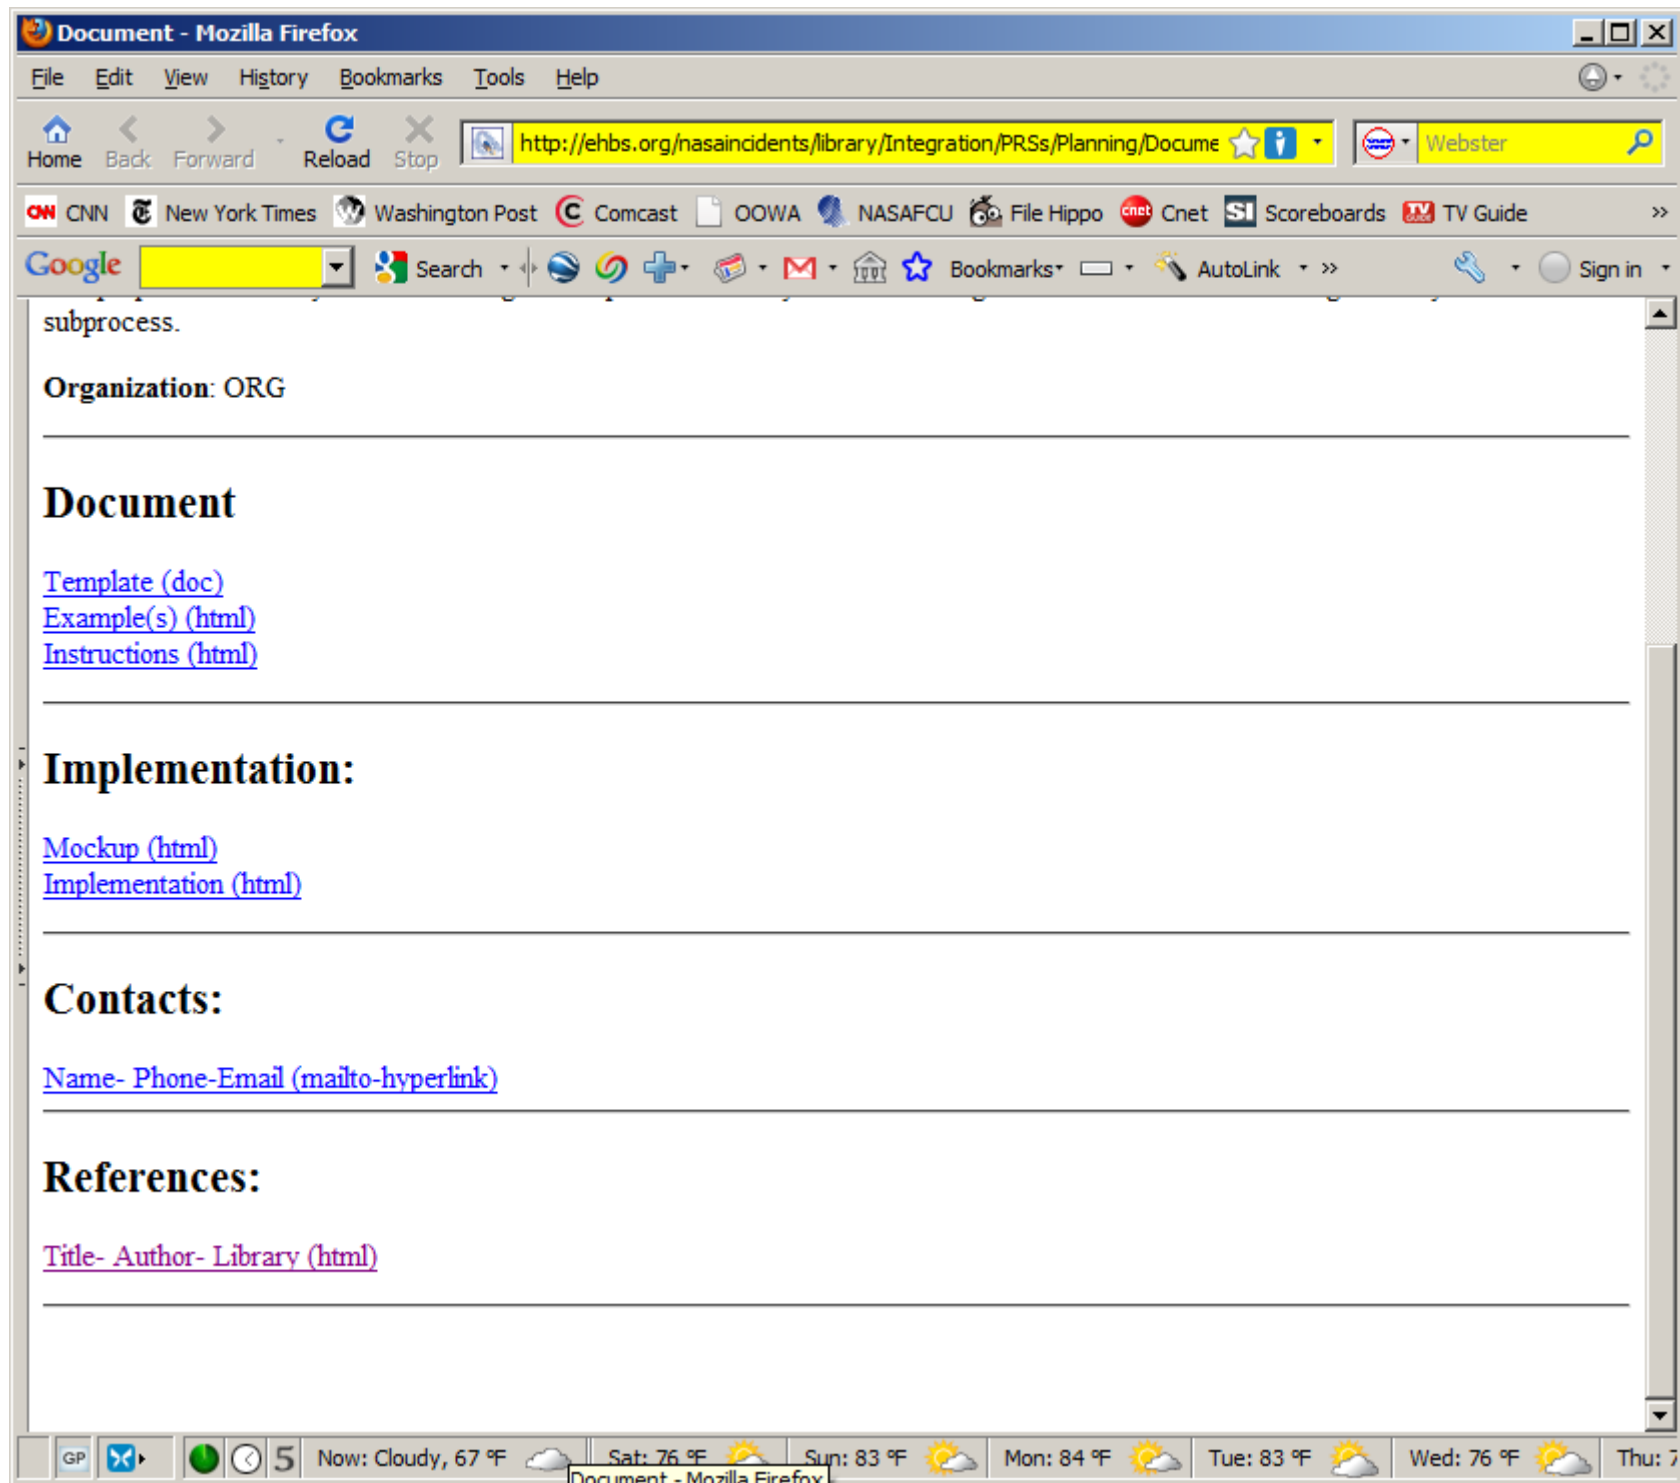 Document - Mozilla Firefox
File Edit View History Bookmarks Tools Help
Home Back Forward Reload Stop http://ehbs.org/nasaincidents/library/Integration/PRSs/Planning/Docume Webster
CNN New York Times Washington Post Comcast OOWA NASAFCU File Hippo cnet Cnet SI Scoreboards TV Guide »
Google Search Bookmarks AutoLink » Sign in
subprocess.
Organization: ORG
Document
Template (doc)
Example(s) (html)
Instructions (html)
Implementation:
Mockup (html)
Implementation (html)
Contacts:
Name- Phone-Email (mailto-hyperlink)
References:
Title- Author- Library (html)
GP 5 Now: Cloudy, 67 °F Sat: 76 °F Sun: 83 °F Mon: 84 °F Tue: 83 °F Wed: 76 °F Thu:
Document - Mozilla Firefox